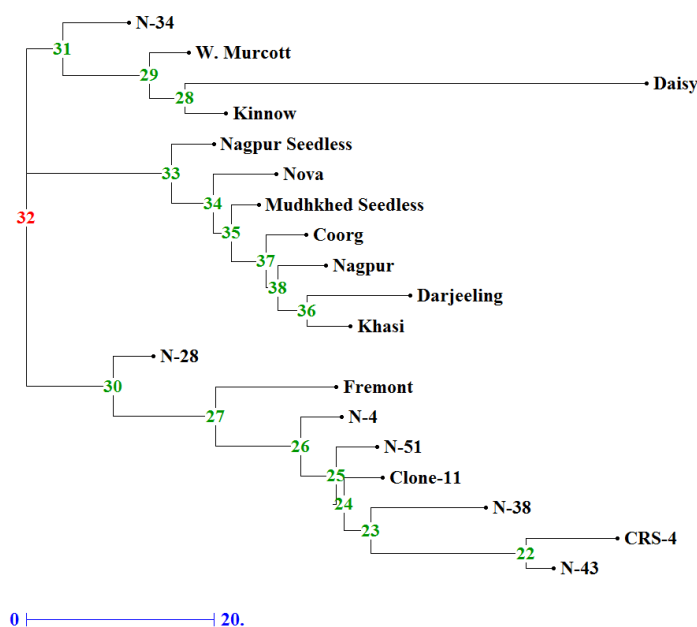 N-34
31
W. Murcott
29
Daisy
28
Kinnow
Nagpur Seedless
33
Nova
34
Mudhkhed Seedless
32
35
Coorg
37
Nagpur
38
Darjeeling
36
Khasi
N-28
30
Fremont
27
N-4
26
N-51
25
Clone-11
24
N-38
23
CRS-4
22
N-43
0 20.